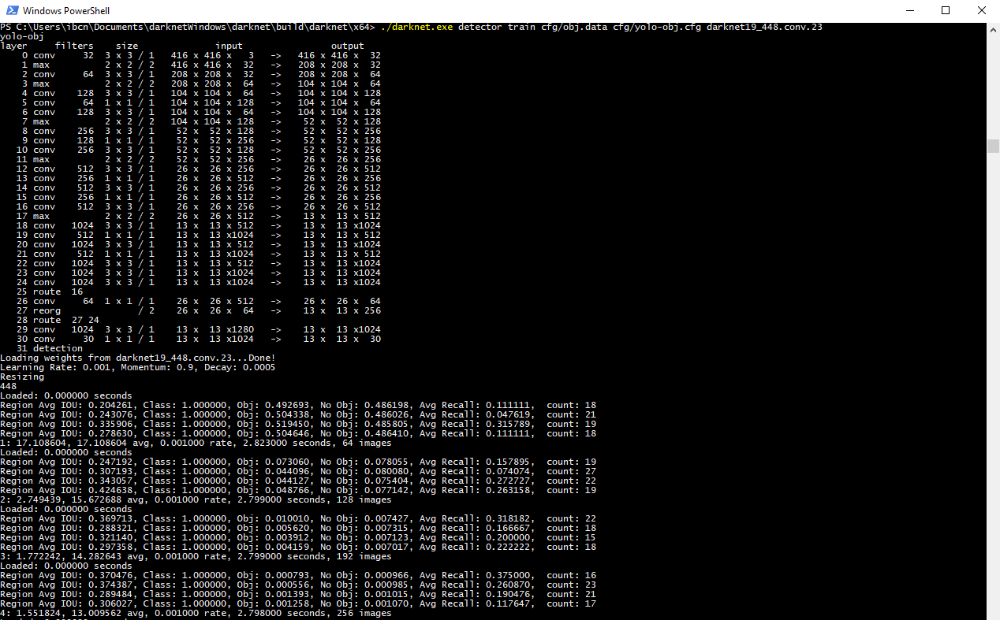 Windows PowerShell
PS C:\Users\ibcn\Documents\darknetWindows\darknet\build\darknet\x64> ./darknet.exe detector train cfg/obj.data cfg/yolo-obj.cfg darknet19_448.conv.23
yolo-obj
layer     filters    size              input                output
    0 conv     32  3 x 3 / 1   416 x 416 x   3   ->   416 x 416 x  32
    1 max          2 x 2 / 2   416 x 416 x  32   ->   208 x 208 x  32
    2 conv     64  3 x 3 / 1   208 x 208 x  32   ->   208 x 208 x  64
    3 max          2 x 2 / 2   208 x 208 x  64   ->   104 x 104 x  64
    4 conv    128  3 x 3 / 1   104 x 104 x  64   ->   104 x 104 x 128
    5 conv     64  1 x 1 / 1   104 x 104 x 128   ->   104 x 104 x  64
    6 conv    128  3 x 3 / 1   104 x 104 x  64   ->   104 x 104 x 128
    7 max          2 x 2 / 2   104 x 104 x 128   ->    52 x  52 x 128
    8 conv    256  3 x 3 / 1    52 x  52 x 128   ->    52 x  52 x 256
    9 conv    128  1 x 1 / 1    52 x  52 x 256   ->    52 x  52 x 128
   10 conv    256  3 x 3 / 1    52 x  52 x 128   ->    52 x  52 x 256
   11 max          2 x 2 / 2    52 x  52 x 256   ->    26 x  26 x 256
   12 conv    512  3 x 3 / 1    26 x  26 x 256   ->    26 x  26 x 512
   13 conv    256  1 x 1 / 1    26 x  26 x 512   ->    26 x  26 x 256
   14 conv    512  3 x 3 / 1    26 x  26 x 256   ->    26 x  26 x 512
   15 conv    256  1 x 1 / 1    26 x  26 x 512   ->    26 x  26 x 256
   16 conv    512  3 x 3 / 1    26 x  26 x 256   ->    26 x  26 x 512
   17 max          2 x 2 / 2    26 x  26 x 512   ->    13 x  13 x 512
   18 conv   1024  3 x 3 / 1    13 x  13 x 512   ->    13 x  13 x1024
   19 conv    512  1 x 1 / 1    13 x  13 x1024   ->    13 x  13 x 512
   20 conv   1024  3 x 3 / 1    13 x  13 x 512   ->    13 x  13 x1024
   21 conv    512  1 x 1 / 1    13 x  13 x1024   ->    13 x  13 x 512
   22 conv   1024  3 x 3 / 1    13 x  13 x 512   ->    13 x  13 x1024
   23 conv   1024  3 x 3 / 1    13 x  13 x1024   ->    13 x  13 x1024
   24 conv   1024  3 x 3 / 1    13 x  13 x1024   ->    13 x  13 x1024
   25 route  16
   26 conv     64  1 x 1 / 1    26 x  26 x 512   ->    26 x  26 x  64
   27 reorg              / 2    26 x  26 x  64   ->    13 x  13 x 256
   28 route  27 24
   29 conv   1024  3 x 3 / 1    13 x  13 x1280   ->    13 x  13 x1024
   30 conv     30  1 x 1 / 1    13 x  13 x1024   ->    13 x  13 x  30
   31 detection
Loading weights from darknet19_448.conv.23...Done!
Learning Rate: 0.001, Momentum: 0.9, Decay: 0.0005
Resizing
448
Loaded: 0.000000 seconds
Region Avg IOU: 0.204261, Class: 1.000000, Obj: 0.492693, No Obj: 0.486198, Avg Recall: 0.111111,  count: 18
Region Avg IOU: 0.243076, Class: 1.000000, Obj: 0.504338, No Obj: 0.486026, Avg Recall: 0.047619,  count: 21
Region Avg IOU: 0.335906, Class: 1.000000, Obj: 0.519450, No Obj: 0.485805, Avg Recall: 0.315789,  count: 19
Region Avg IOU: 0.278630, Class: 1.000000, Obj: 0.504646, No Obj: 0.486410, Avg Recall: 0.111111,  count: 18
1: 17.108604, 17.108604 avg, 0.001000 rate, 2.823000 seconds, 64 images
Loaded: 0.000000 seconds
Region Avg IOU: 0.247192, Class: 1.000000, Obj: 0.073060, No Obj: 0.078055, Avg Recall: 0.157895,  count: 19
Region Avg IOU: 0.307193, Class: 1.000000, Obj: 0.044096, No Obj: 0.080080, Avg Recall: 0.074074,  count: 27
Region Avg IOU: 0.343057, Class: 1.000000, Obj: 0.044127, No Obj: 0.075404, Avg Recall: 0.272727,  count: 22
Region Avg IOU: 0.424638, Class: 1.000000, Obj: 0.048766, No Obj: 0.077142, Avg Recall: 0.263158,  count: 19
2: 2.749439, 15.672688 avg, 0.001000 rate, 2.799000 seconds, 128 images
Loaded: 0.000000 seconds
Region Avg IOU: 0.369713, Class: 1.000000, Obj: 0.010010, No Obj: 0.007427, Avg Recall: 0.318182,  count: 22
Region Avg IOU: 0.288321, Class: 1.000000, Obj: 0.005620, No Obj: 0.007315, Avg Recall: 0.166667,  count: 18
Region Avg IOU: 0.321140, Class: 1.000000, Obj: 0.003912, No Obj: 0.007123, Avg Recall: 0.200000,  count: 15
Region Avg IOU: 0.297358, Class: 1.000000, Obj: 0.004159, No Obj: 0.007017, Avg Recall: 0.222222,  count: 18
3: 1.772242, 14.282643 avg, 0.001000 rate, 2.799000 seconds, 192 images
Loaded: 0.000000 seconds
Region Avg IOU: 0.370476, Class: 1.000000, Obj: 0.000793, No Obj: 0.000966, Avg Recall: 0.375000,  count: 16
Region Avg IOU: 0.374387, Class: 1.000000, Obj: 0.000556, No Obj: 0.000985, Avg Recall: 0.260870,  count: 23
Region Avg IOU: 0.289484, Class: 1.000000, Obj: 0.001393, No Obj: 0.001015, Avg Recall: 0.190476,  count: 21
Region Avg IOU: 0.306027, Class: 1.000000, Obj: 0.001258, No Obj: 0.001070, Avg Recall: 0.117647,  count: 17
4: 1.551824, 13.009562 avg, 0.001000 rate, 2.798000 seconds, 256 images